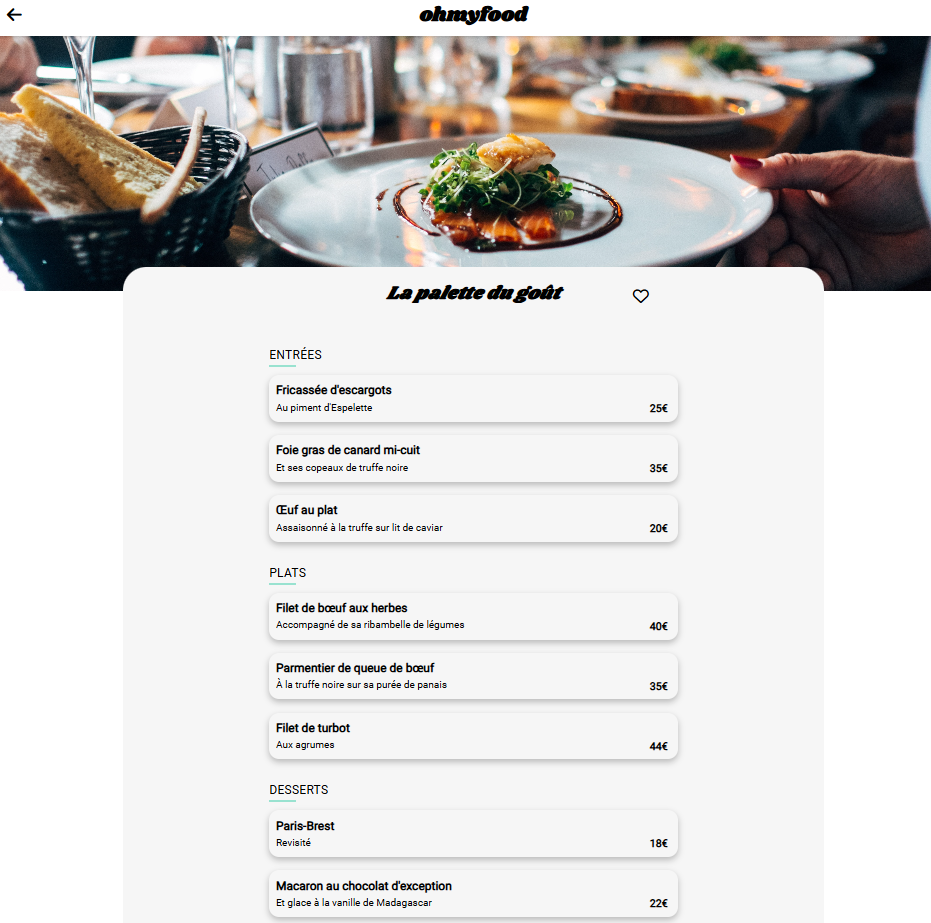 ohmyfood
La palette du goût
ENTRÉES
Fricassée d'escargots
Au piment d'Espelette
25€
Foie gras de canard mi-cuit
Et ses copeaux de truffe noire
35€
Œuf au plat
Assaisonné à la truffe sur lit de caviar
20€
PLATS
Filet de bœuf aux herbes
Accompagné de sa ribambelle de légumes
40€
Parmentier de queue de bœuf
À la truffe noire sur sa purée de panais
35€
Filet de turbot
Aux agrumes
44€
DESSERTS
Paris-Brest
Revisité
18€
Macaron au chocolat d'exception
Et glace à la vanille de Madagascar
22€